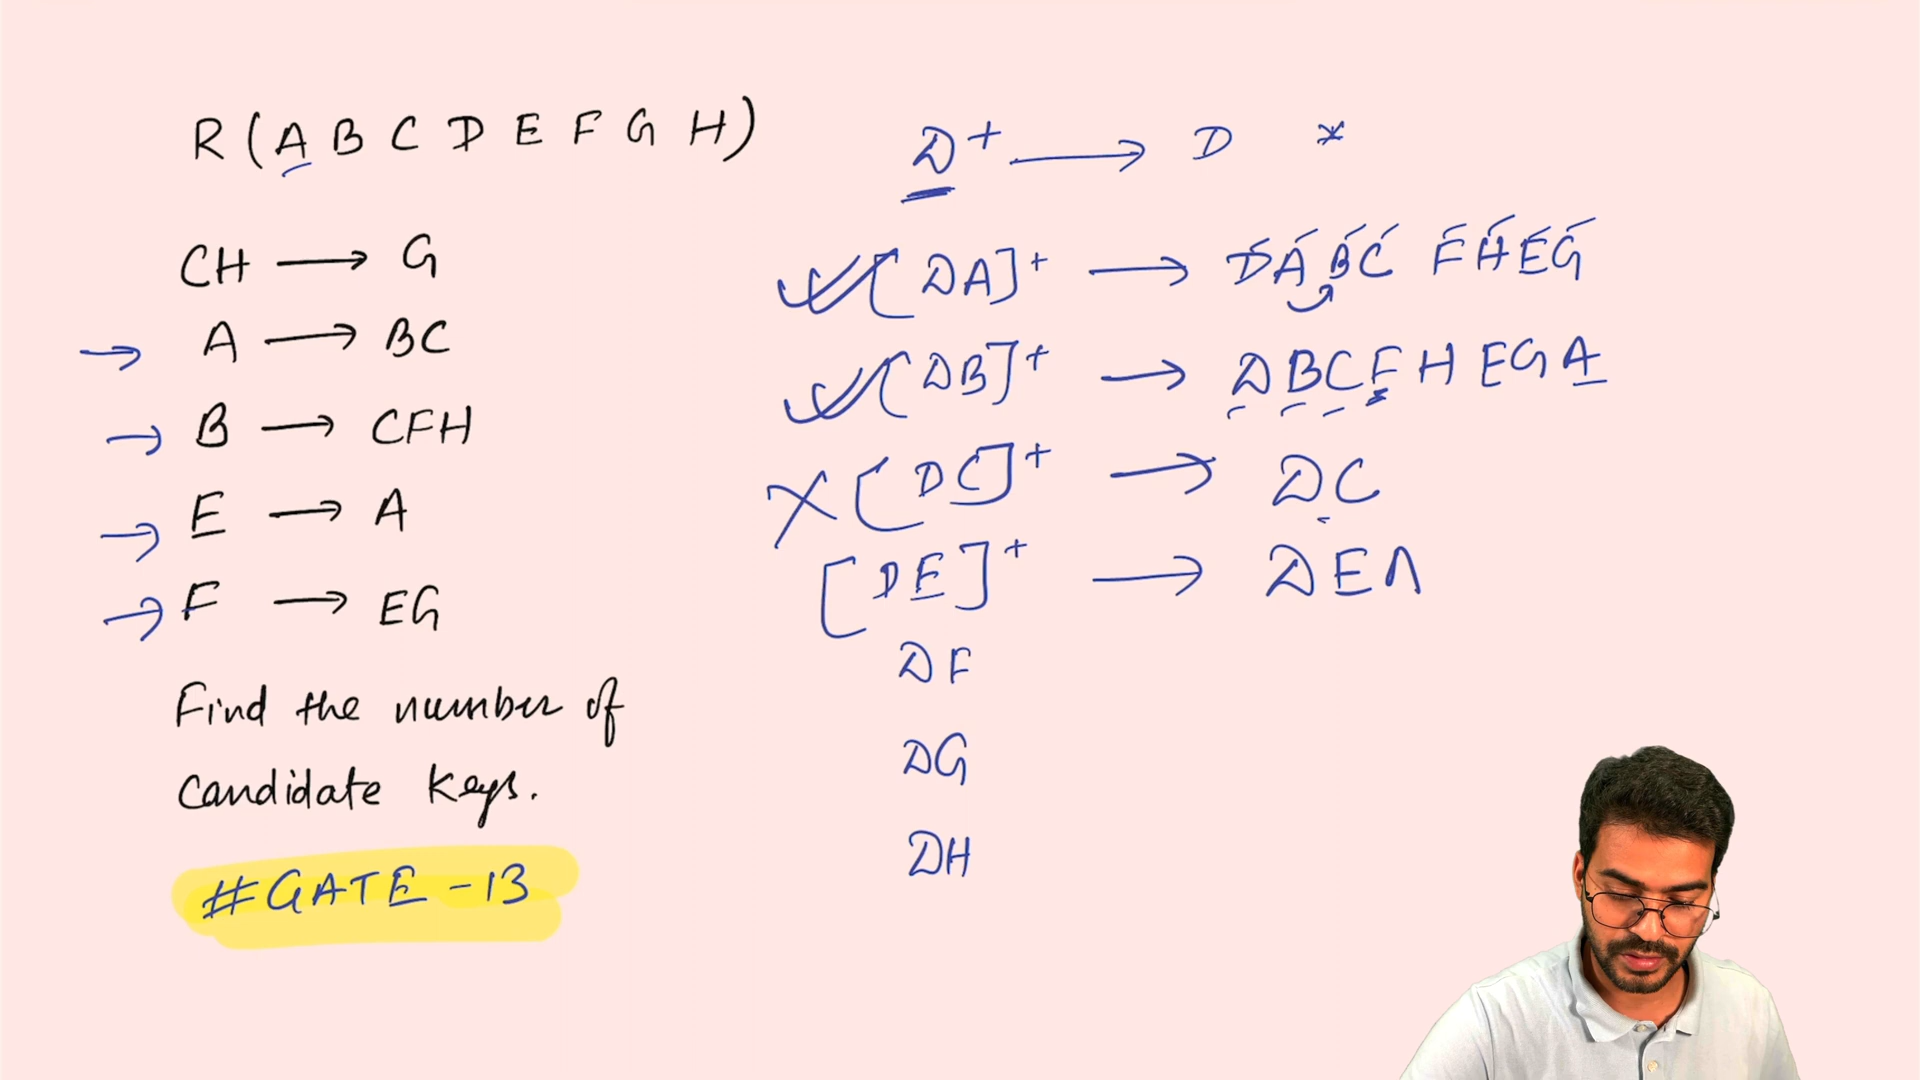 R(ABCDEFGH)
CH → G
→ A → BC
→ B → CFH
→ E → A
→ F → EG
Find the number of
candidate keys.
#GATE-13
D+ → D *
✓[DA]+ → DABC FHEG
✓[DB]+ → DBCFHEGA
X[DC]+ → DC
[DE]+ → DEA
DF
DG
DH